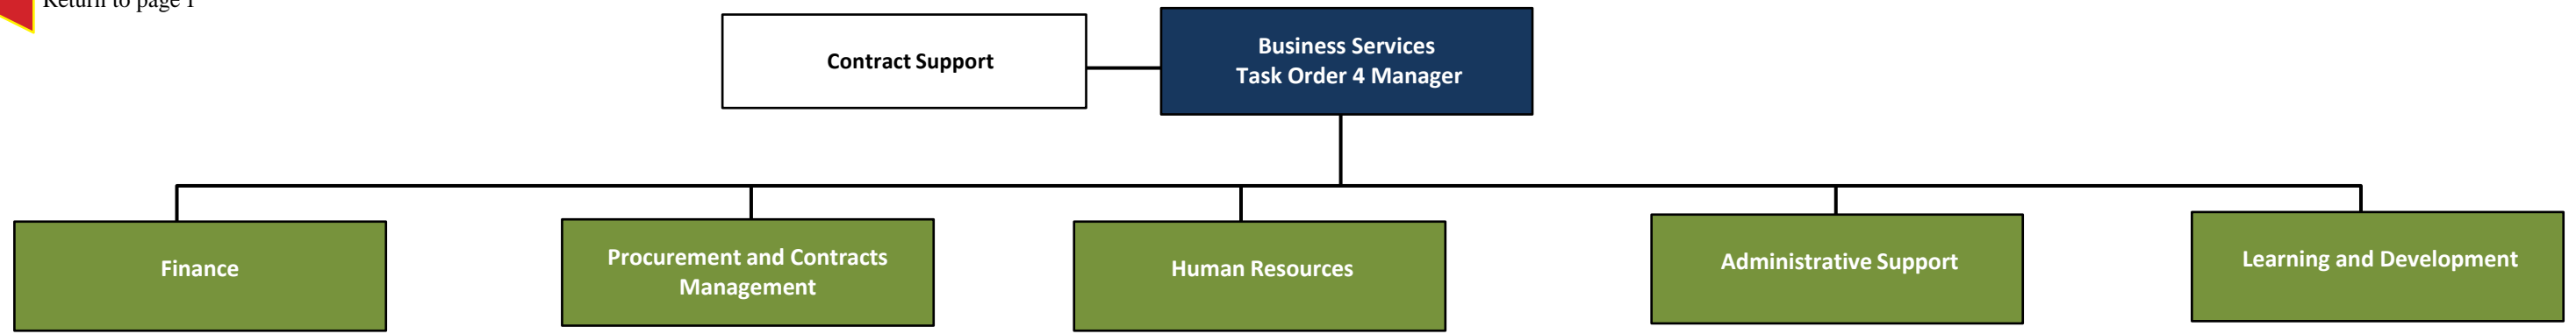 Return to page 1
Contract Support
Business Services
Task Order 4 Manager
Finance
Procurement and Contracts
Management
Human Resources
Administrative Support
Learning and Development